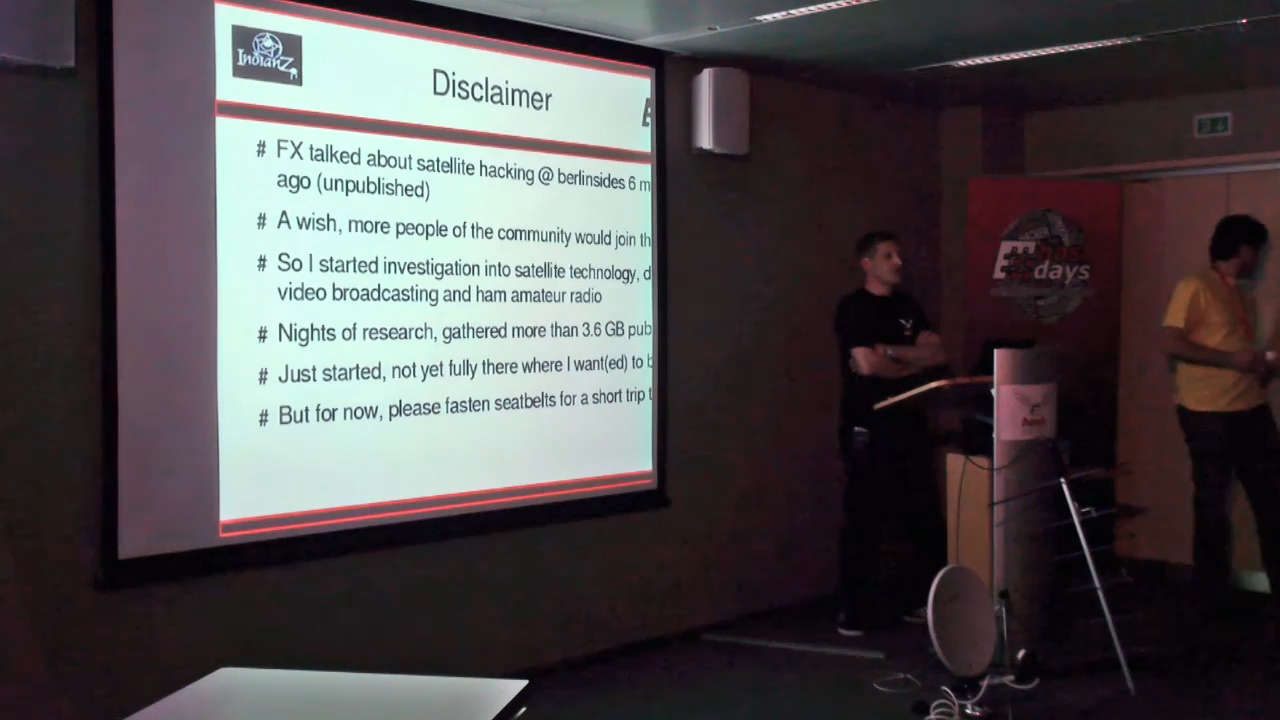 IndianZ
Disclaimer
# FX talked about satellite hacking @ berlinsides 6 m
ago (unpublished)
# A wish, more people of the community would join th
# So I started investigation into satellite technology, d
video broadcasting and ham amateur radio
# Nights of research, gathered more than 3.6 GB pub
# Just started, not yet fully there where I want(ed) to b
# But for now, please fasten seatbelts for a short trip t
days